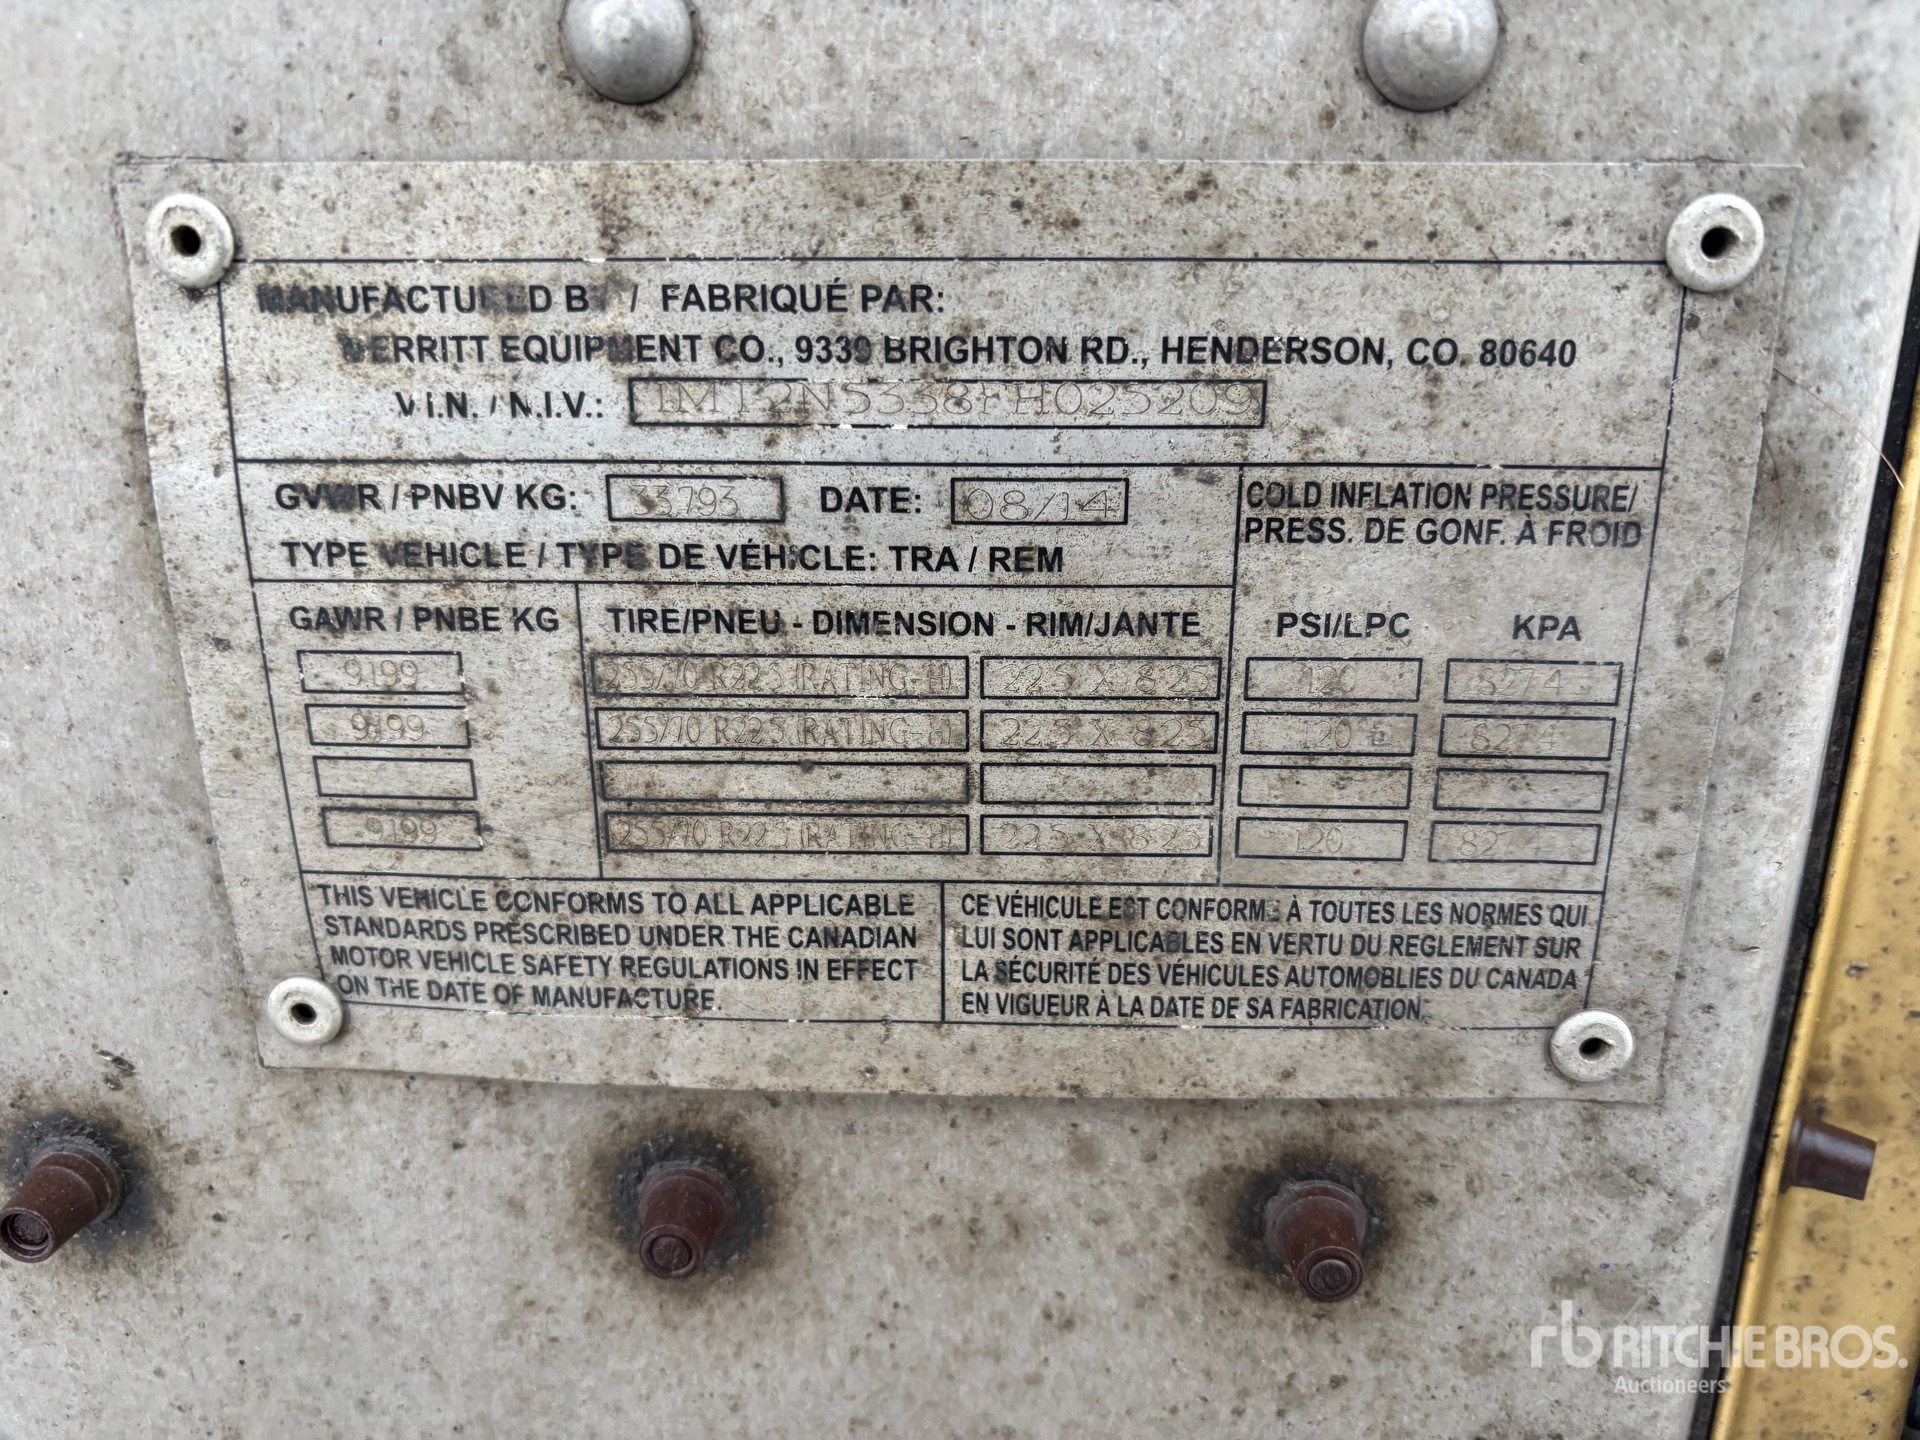 MANUFACTURED BY / FABRIQUÉ PAR:
MERRITT EQUIPMENT CO., 9339 BRIGHTON RD., HENDERSON, CO. 80640
V.I.N. / N.I.V.: 1MT2N5338FH025209
GVWR / PNBV KG: 33793 DATE: 08/14
TYPE VEHICLE / TYPE DE VÉHICLE: TRA / REM
COLD INFLATION PRESSURE/
PRESS. DE GONF. À FROID
GAWR / PNBE KG TIRE/PNEU - DIMENSION - RIM/JANTE PSI/LPC KPA
9199 255/70 R22.5 (RATING-H) 22.5 X 8.25 120 827.4
9199 255/70 R22.5 (RATING-H) 22.5 X 8.25 120 827.4
9199 255/70 R22.5 (RATING-H) 22.5 X 8.25 120
THIS VEHICLE CONFORMS TO ALL APPLICABLE
STANDARDS PRESCRIBED UNDER THE CANADIAN
MOTOR VEHICLE SAFETY REGULATIONS IN EFFECT
ON THE DATE OF MANUFACTURE.
CE VÉHICULE EST CONFORME À TOUTES LES NORMES QUI
LUI SONT APPLICABLES EN VERTU DU REGLEMENT SUR
LA SÉCURITÉ DES VÉHICULES AUTOMOBLIES DU CANADA
EN VIGUEUR À LA DATE DE SA FABRICATION.
rb RITCHIE BROS.
Auctioneers